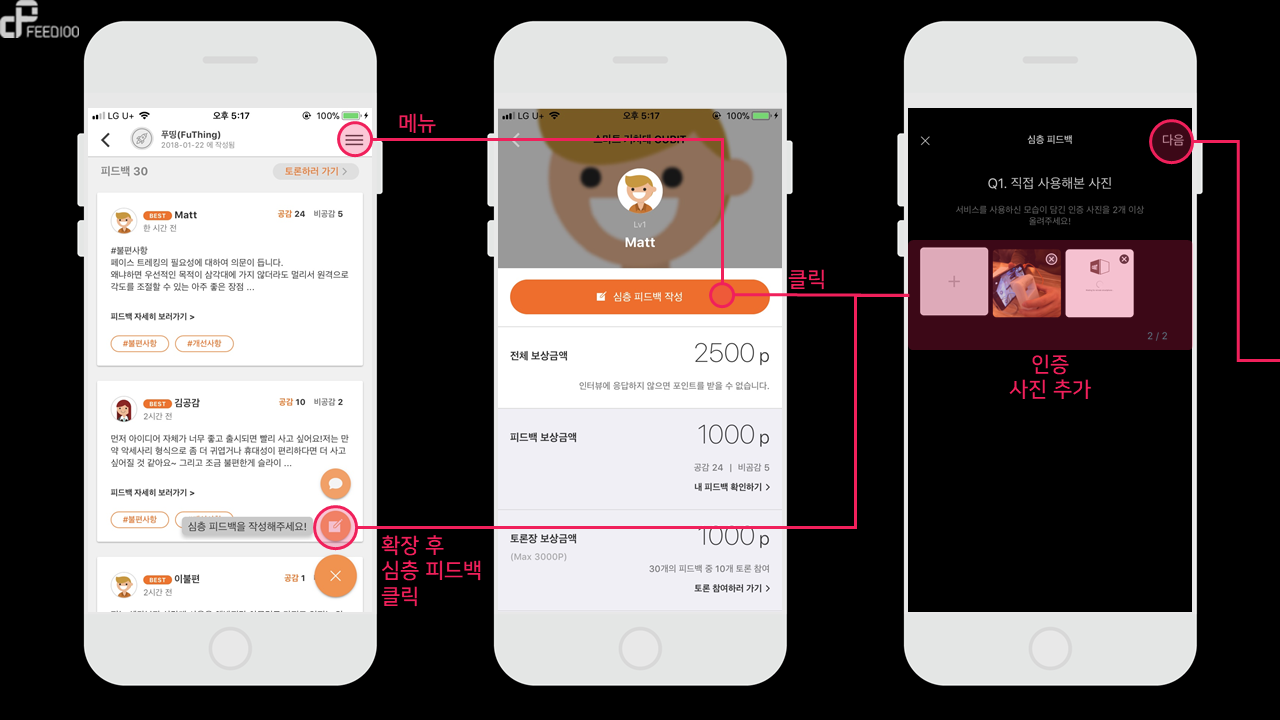 FEED100
LG U+ 오후 5:17 100%
푸띵(FuThing)
2018-01-22 에 작성됨
피드백 30
토론하러 가기 >
BEST Matt
한 시간 전
공감 24 비공감 5
#불편사항
페이스 트레킹의 필요성에 대하여 의문이 듭니다.
왜냐하면 우선적인 목적이 삼각대에 가지 않더라도 멀리서 원격으로
각도를 조절할 수 있는 아주 좋은 장점 ...
피드백 자세히 보러가기 >
#불편사항 #개선사항
BEST 김공감
2시간 전
공감 10 비공감 2
먼저 아이디어 자체가 너무 좋고 출시되면 빨리 사고 싶어요!저는 만
약 악세사리 형식으로 좀 더 귀엽거나 휴대성이 편리하다면 더 사고
싶어질 것 같아요~ 그리고 조금 불편한게 슬라이 ...
피드백 자세히 보러가기 >
#불편사항
심층 피드백을 작성해주세요!
BEST 이불편
2시간 전
공감 1
메뉴
확장 후
심층 피드백
클릭
LG U+ 오후 5:17 100%
CUBIT
Lv1
Matt
심층 피드백 작성
전체 보상금액
2500 p
인터뷰에 응답하지 않으면 포인트를 받을 수 없습니다.
피드백 보상금액
1000 p
공감 24 | 비공감 5
내 피드백 확인하기 >
토론장 보상금액
(Max 3000P)
1000 p
30개의 피드백 중 10개 토론 참여
토론 참여하러 가기 >
클릭
심층 피드백
다음
Q1. 직접 사용해본 사진
서비스를 사용하신 모습이 담긴 인증 사진을 2개 이상
올려주세요!
2 / 2
인증
사진 추가